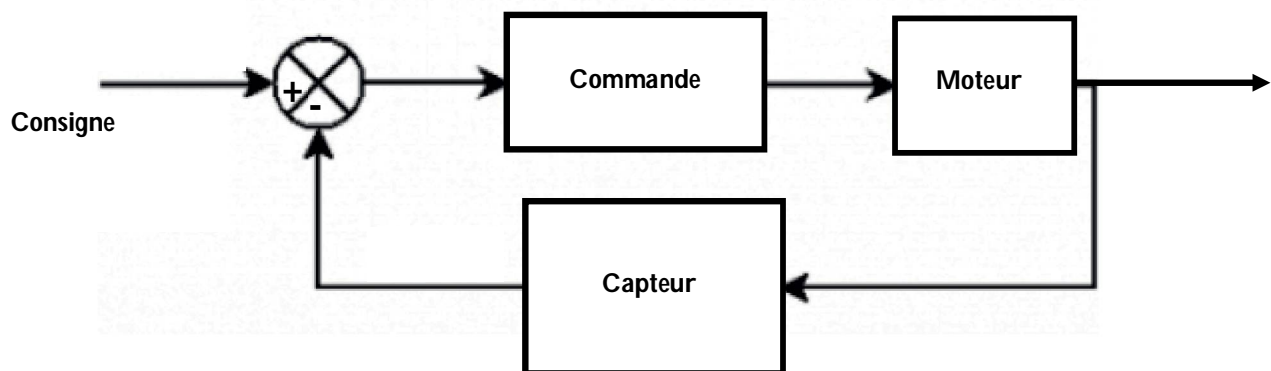 Commande
Moteur
+
-
Consigne
Capteur